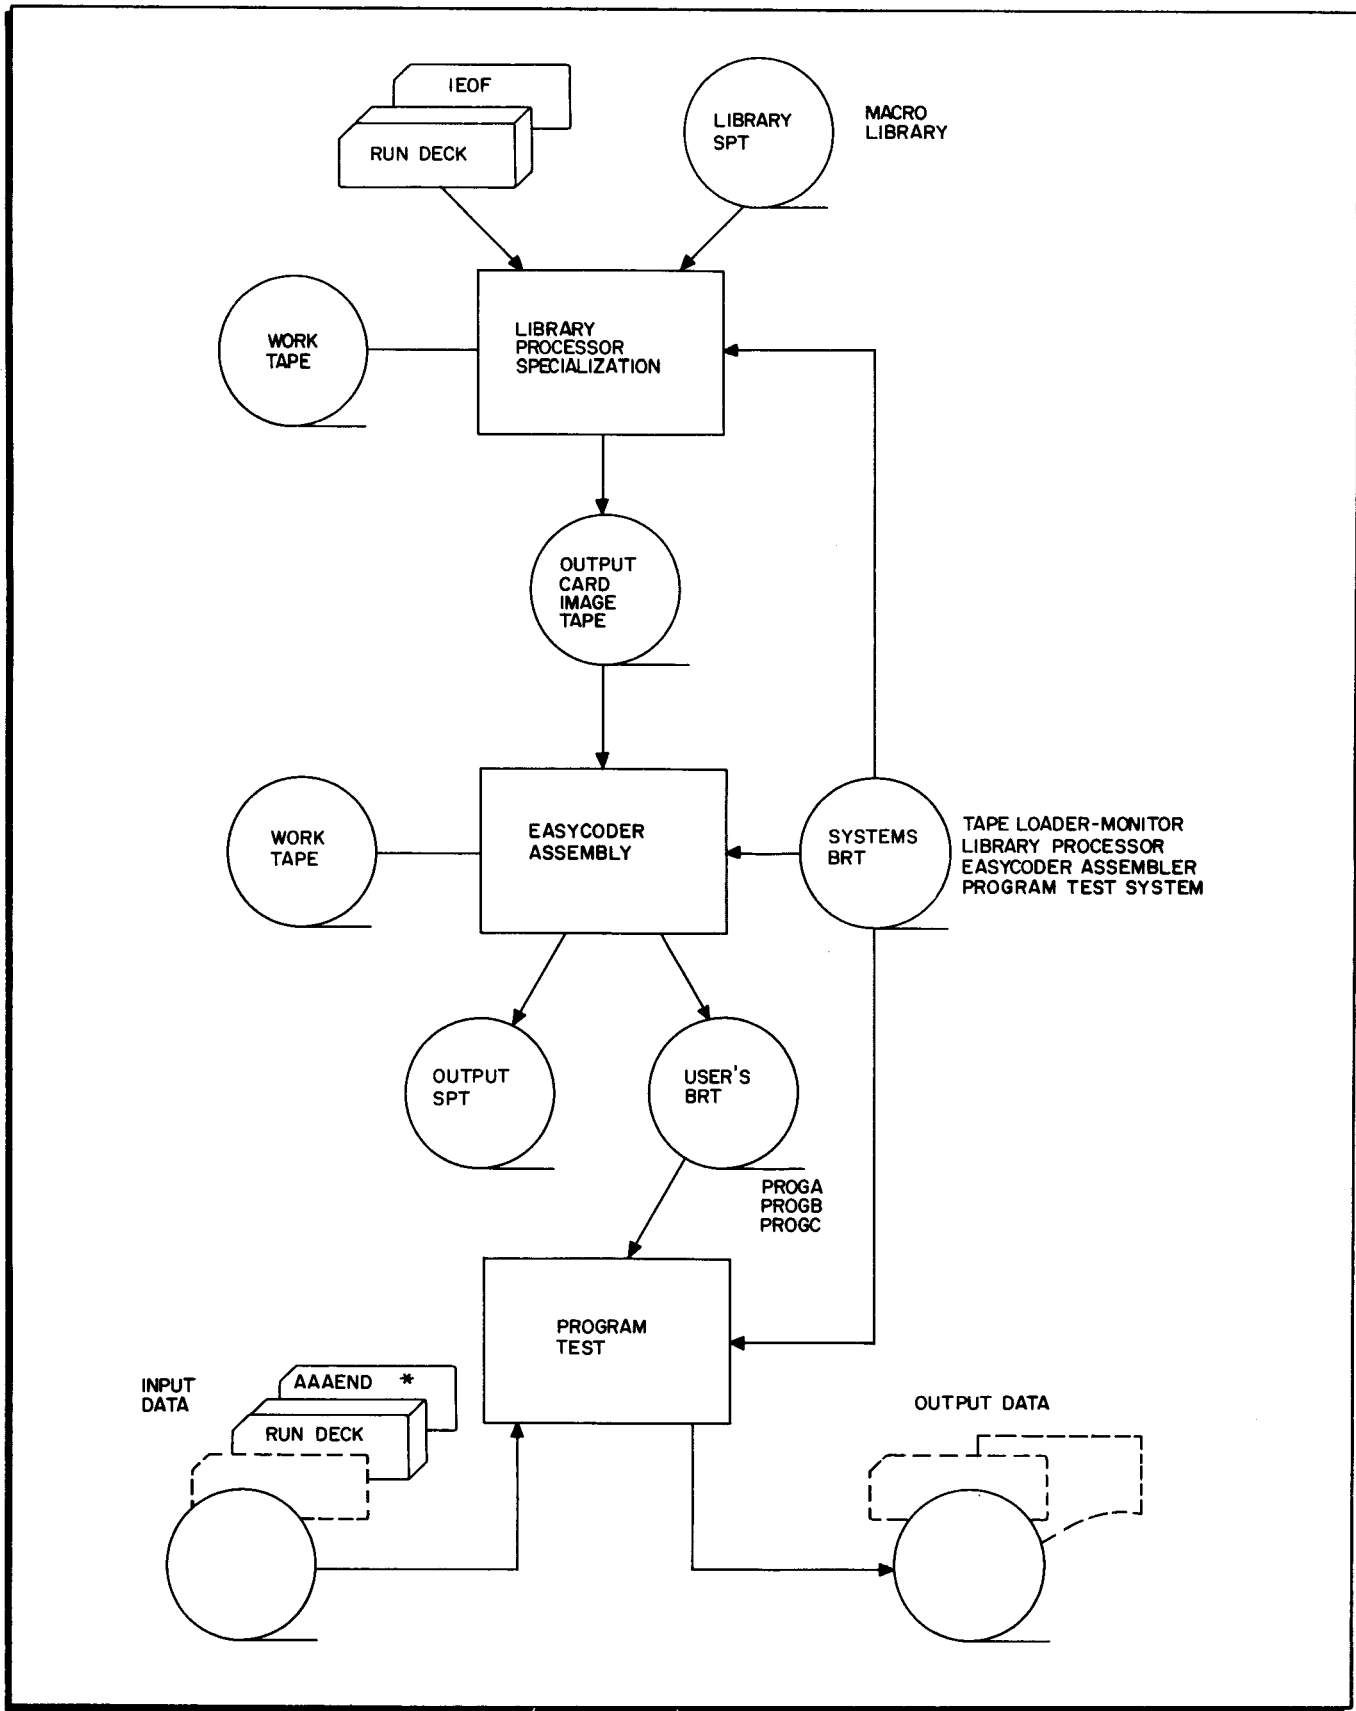 IEOF
RUN DECK
LIBRARY
SPT
MACRO
LIBRARY
WORK
TAPE
LIBRARY
PROCESSOR
SPECIALIZATION
OUTPUT
CARD
IMAGE
TAPE
WORK
TAPE
EASYCODER
ASSEMBLY
SYSTEMS
BRT
TAPE LOADER-MONITOR
LIBRARY PROCESSOR
EASYCODER ASSEMBLER
PROGRAM TEST SYSTEM
OUTPUT
SPT
USER'S
BRT
PROGA
PROGB
PROGC
PROGRAM
TEST
INPUT
DATA
AAAEND *
RUN DECK
OUTPUT DATA